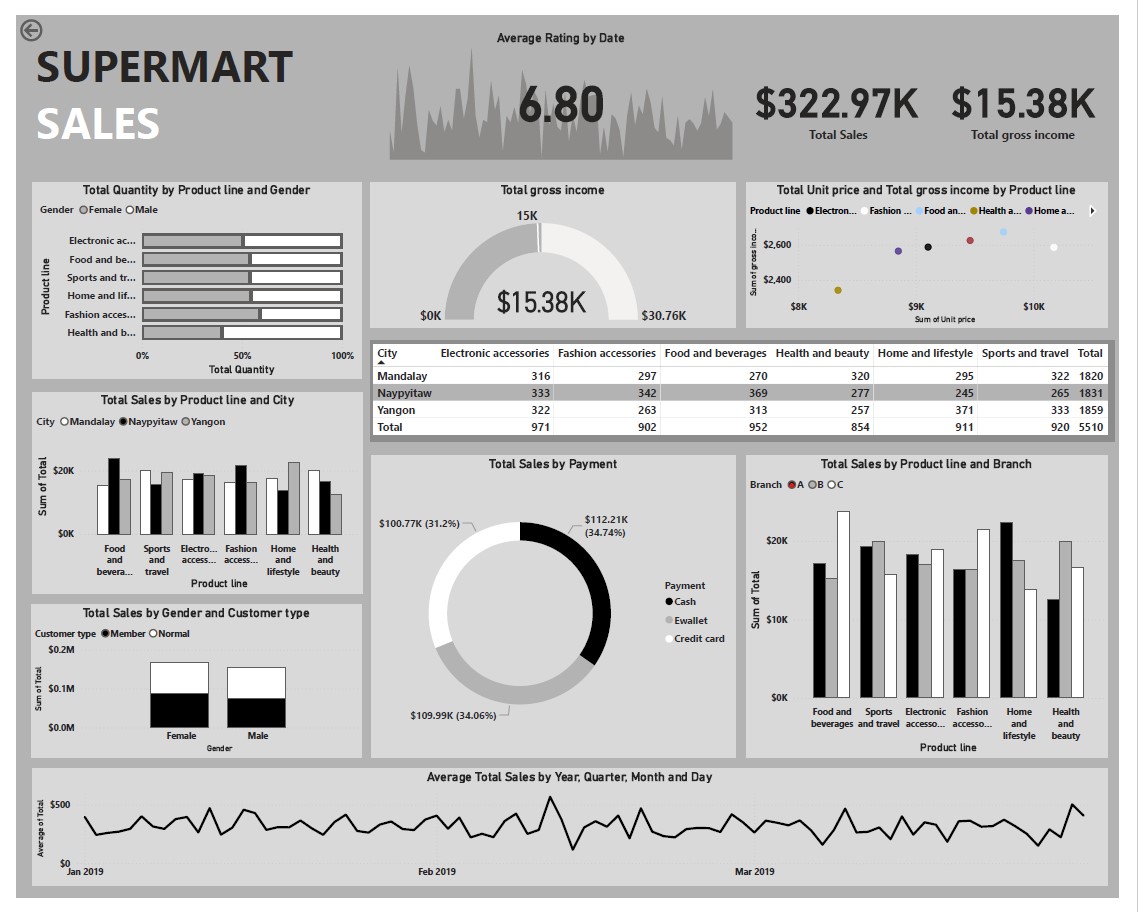 SUPERMART
SALES
Average Rating by Date
6.80
$322.97K
Total Sales
$15.38K
Total gross income
Total Quantity by Product line and Gender
Gender Female Male
Product line
Electronic ac...
Food and be...
Sports and tr...
Home and lif...
Fashion acces...
Health and b...
0% 50% 100%
Total Quantity
Total gross income
15K
$15.38K
$0K
$30.76K
Total Unit price and Total gross income by Product line
Product line Electron... Fashion ... Food an... Health a... Home a...
Sum of gross inco...
$2,600
$2,400
$8K $9K $10K
Sum of Unit price
City Electronic accessories Fashion accessories Food and beverages Health and beauty Home and lifestyle Sports and travel Total
Mandalay 316 297 270 320 295 322 1820
Naypyitaw 333 342 369 277 245 265 1831
Yangon 322 263 313 257 371 333 1859
Total 971 902 952 854 911 920 5510
Total Sales by Product line and City
City Mandalay Naypyitaw Yangon
Sum of Total
$20K
$0K
Food and bevera...
Sports and travel
Electro... access...
Fashion access...
Home and lifestyle
Health and beauty
Product line
Total Sales by Payment
$100.77K (31.2%)
$112.21K
(34.74%)
$109.99K (34.06%)
Payment
Cash
Ewallet
Credit card
Total Sales by Product line and Branch
Branch A B C
Sum of Total
$20K
$10K
$0K
Food and beverages
Sports and travel
Electronic accesso...
Fashion accesso...
Home and lifestyle
Health and beauty
Product line
Total Sales by Gender and Customer type
Customer type Member Normal
Sum of Total
$0.2M
$0.1M
$0.0M
Female Male
Gender
Average Total Sales by Year, Quarter, Month and Day
Average of Total
$500
$0
Jan 2019 Feb 2019 Mar 2019